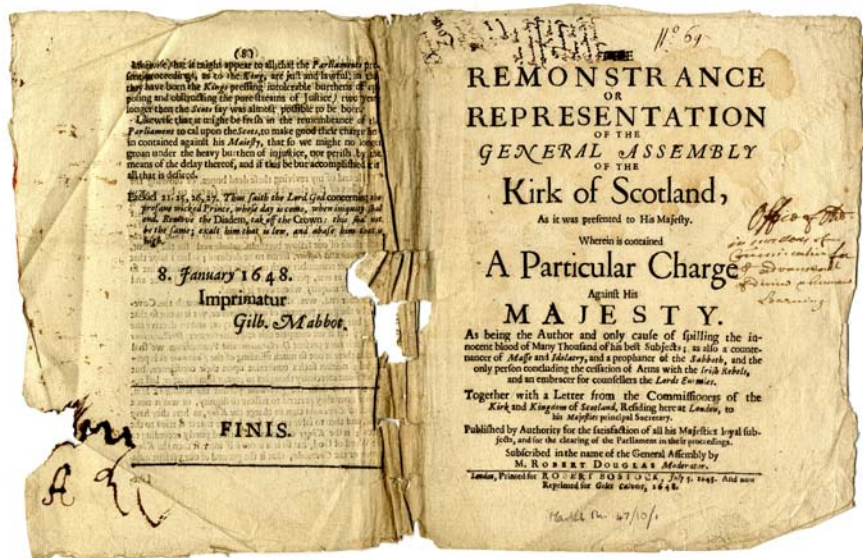 (8)
likewise, that it might appear to all, that the Parliaments pre-
sent proceedings, as to the King, are just and lawful; in that
they have born the Kings pressing intolerable burthens of op-
posing and obstructing the pure streams of Justice, two years
longer then the Scots say was almost possible to be born.
Likewise that it might be fresh in the remembrance of the
Parliament to cal upon the Scots, to make good their charge here-
in contained against his Majesty, that so we might no longer
groan under the heavy burthen of injustice, nor perish by the
means of the delay thereof, and if this be but accomplished it is
all that is desired.
Ezekiel 21. 25, 26, 27. Thus saith the Lord God concerning the
profane wicked Prince, whose day is come, when iniquity shall
end, Remove the Diadem, tak off the Crown: this shal not
be the same; exalt him that is low, and abase him that is
high.
8. January 1648.
Imprimatur
Gilb. Mabbot.
FINIS.
A
No 69
THE
REMONSTRANCE
OR
REPRESENTATION
OF THE
GENERAL ASSEMBLY
OF THE
Kirk of Scotland,
As it was presented to His Majesty.
Wherein is contained
A Particular Charge
Against His
MAJESTY.
As being the Author and only cause of spilling the in-
nocent blood of Many Thousand of his best Subjects; as also a counte-
nancer of Masse and Idolatry, and a prophaner of the Sabboth, and the
only person concluding the cessation of Arms with the Irish Rebels,
and an embracer for counsellers the Lords Enemies.
Together with a Letter from the Commissioners of the
Kirk and Kingdom of Scotland, Residing here at London, to
his Majesties principal Secretary.
Published by Authority for the satisfaction of all his Majesties loyal sub-
jects, and for the clearing of the Parliament in their proceedings.
Subscribed in the name of the General Assembly by
M. ROBERT DOUGLAS Moderator.
London, Printed for ROBERT BOSTOCK, July 5. 1645. And now
Reprinted for Giles Calvert, 1648.
Office of
Learning
47/10/1